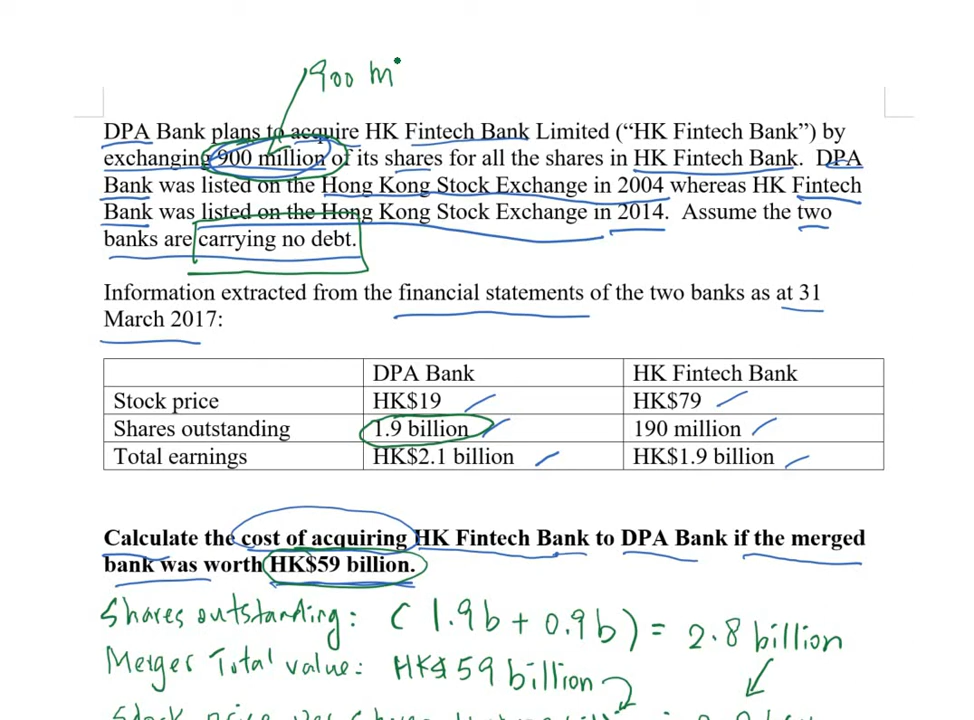 900 m
DPA Bank plans to acquire HK Fintech Bank Limited (“HK Fintech Bank”) by
exchanging 900 million of its shares for all the shares in HK Fintech Bank. DPA
Bank was listed on the Hong Kong Stock Exchange in 2004 whereas HK Fintech
Bank was listed on the Hong Kong Stock Exchange in 2014. Assume the two
banks are carrying no debt.
Information extracted from the financial statements of the two banks as at 31
March 2017:
DPA Bank HK Fintech Bank
Stock price HK$19 HK$79
Shares outstanding 1.9 billion 190 million
Total earnings HK$2.1 billion HK$1.9 billion
Calculate the cost of acquiring HK Fintech Bank to DPA Bank if the merged
bank was worth HK$59 billion.
Shares outstanding: (1.9b + 0.9b) = 2.8 billion
Merger Total value: HK$59 billion
Stock price per share